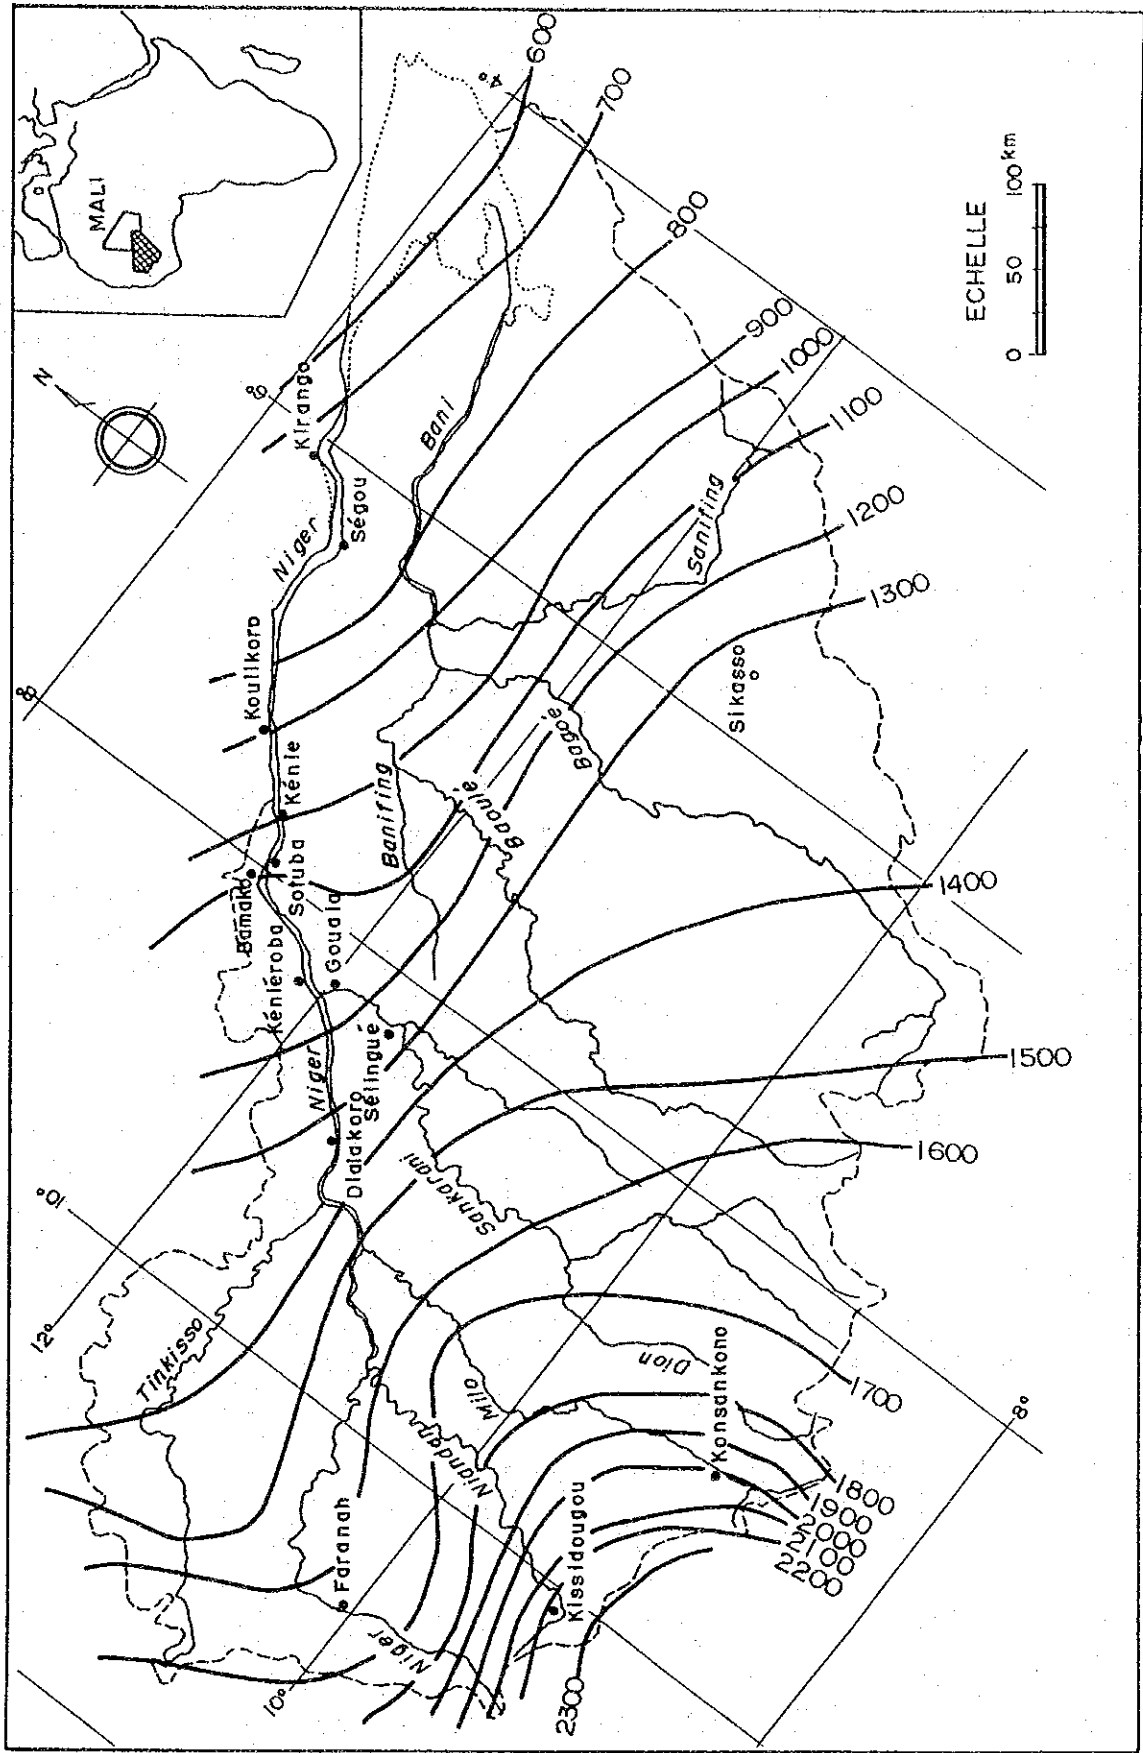 MALI
N
600
4°
700
800
900
1000
1100
1200
1300
1400
1500
1600
1700
1800
1900
2000
2100
2200
2300
ECHELLE
0 50 100 km
6°
8°
10°
12°
10°
8°
Kirango
Niger
Ségou
Bani
Koulikoro
Kénie
Sotuba
Bamako
Kéniéroba
Gouala
Banifing
Baoulé
Bagoé
Sanifing
Sikasso
Niger
Sélingué
Dialakoro
Sankarani
Tinkisso
Milo
Dion
Niandan
Konsankono
Faranah
Kissidougou
Niger